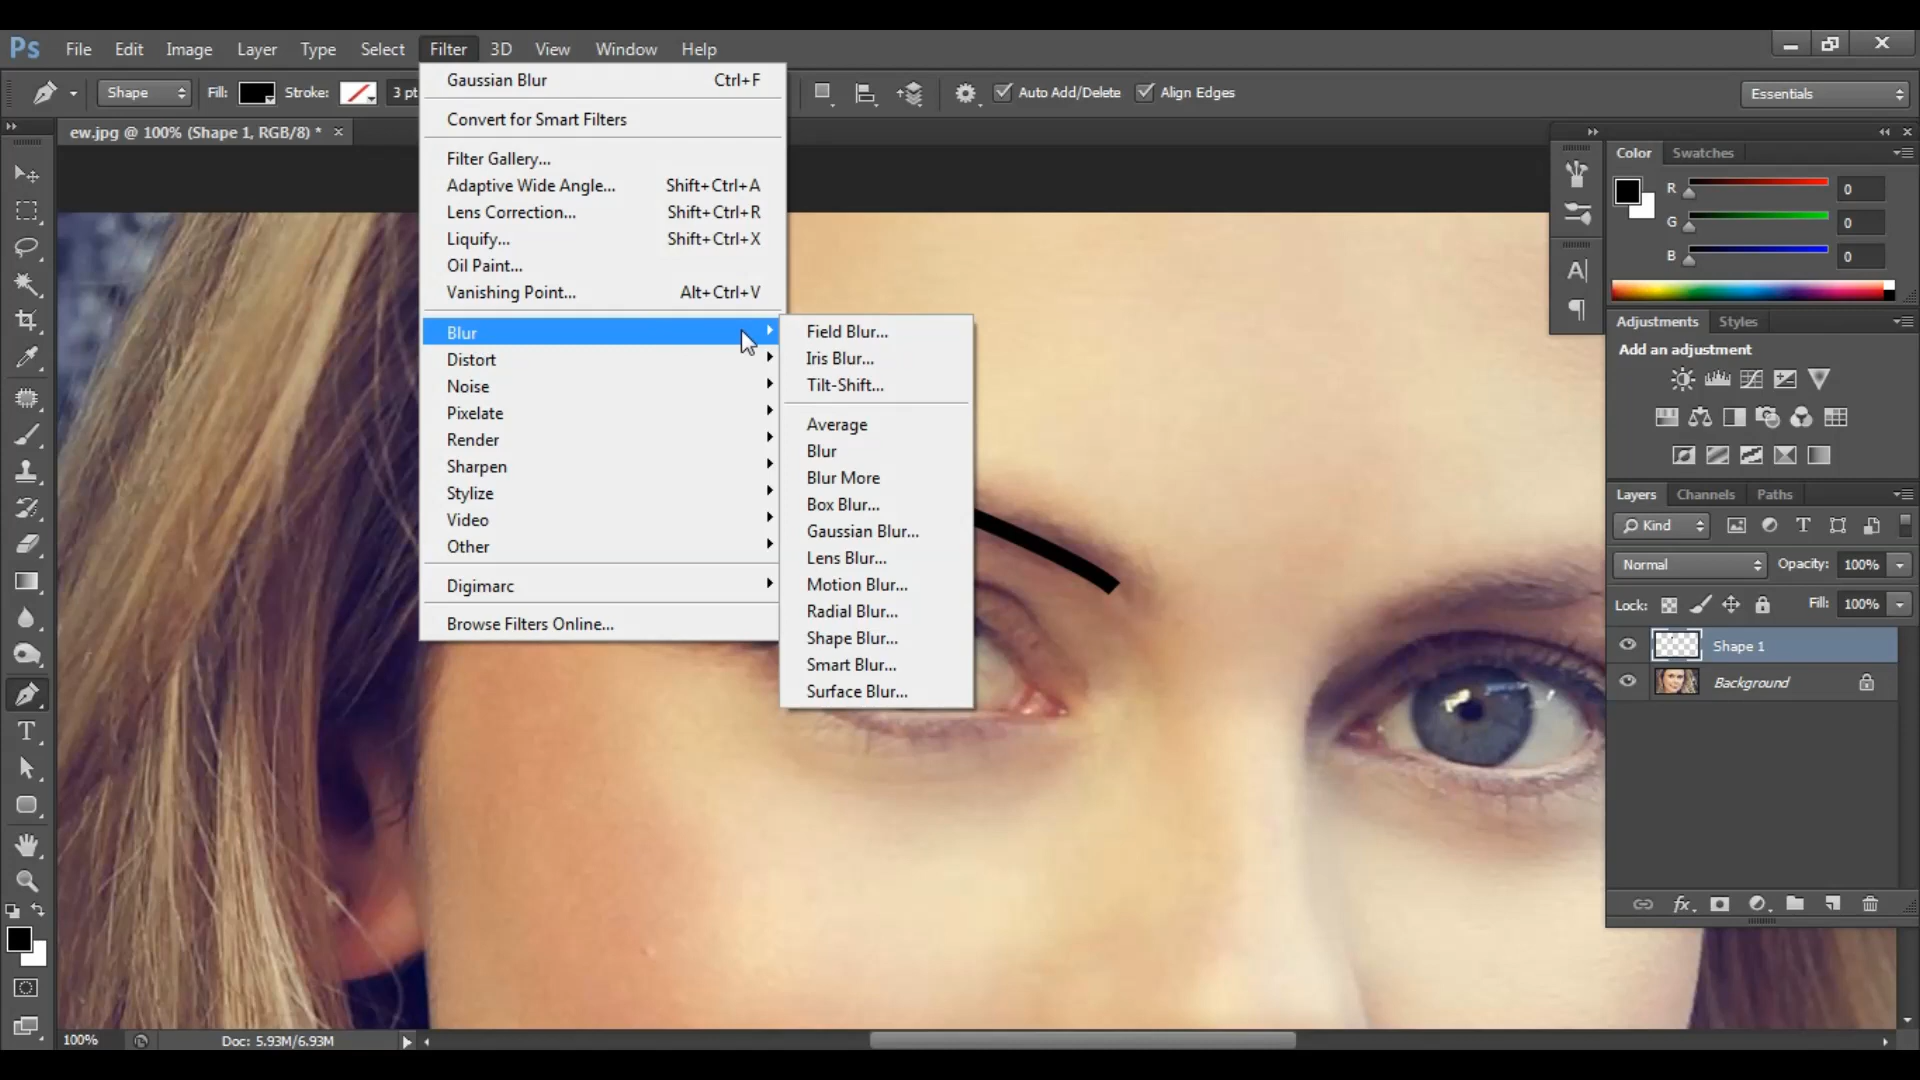 Ps File Edit Image Layer Type Select Filter 3D View Window Help
Shape Fill: Stroke: 3 pt Auto Add/Delete Align Edges Essentials
ew.jpg @ 100% (Shape 1, RGB/8) * ×
Gaussian Blur Ctrl+F
Convert for Smart Filters
Filter Gallery...
Adaptive Wide Angle... Shift+Ctrl+A
Lens Correction... Shift+Ctrl+R
Liquify... Shift+Ctrl+X
Oil Paint...
Vanishing Point... Alt+Ctrl+V
Blur
Distort
Noise
Pixelate
Render
Sharpen
Stylize
Video
Other
Digimarc
Browse Filters Online...
Field Blur...
Iris Blur...
Tilt-Shift...
Average
Blur
Blur More
Box Blur...
Gaussian Blur...
Lens Blur...
Motion Blur...
Radial Blur...
Shape Blur...
Smart Blur...
Surface Blur...
Color Swatches
R 0
G 0
B 0
Adjustments Styles
Add an adjustment
Layers Channels Paths
Kind
Normal Opacity: 100%
Lock: Fill: 100%
Shape 1
Background
100% Doc: 5.93M/6.93M